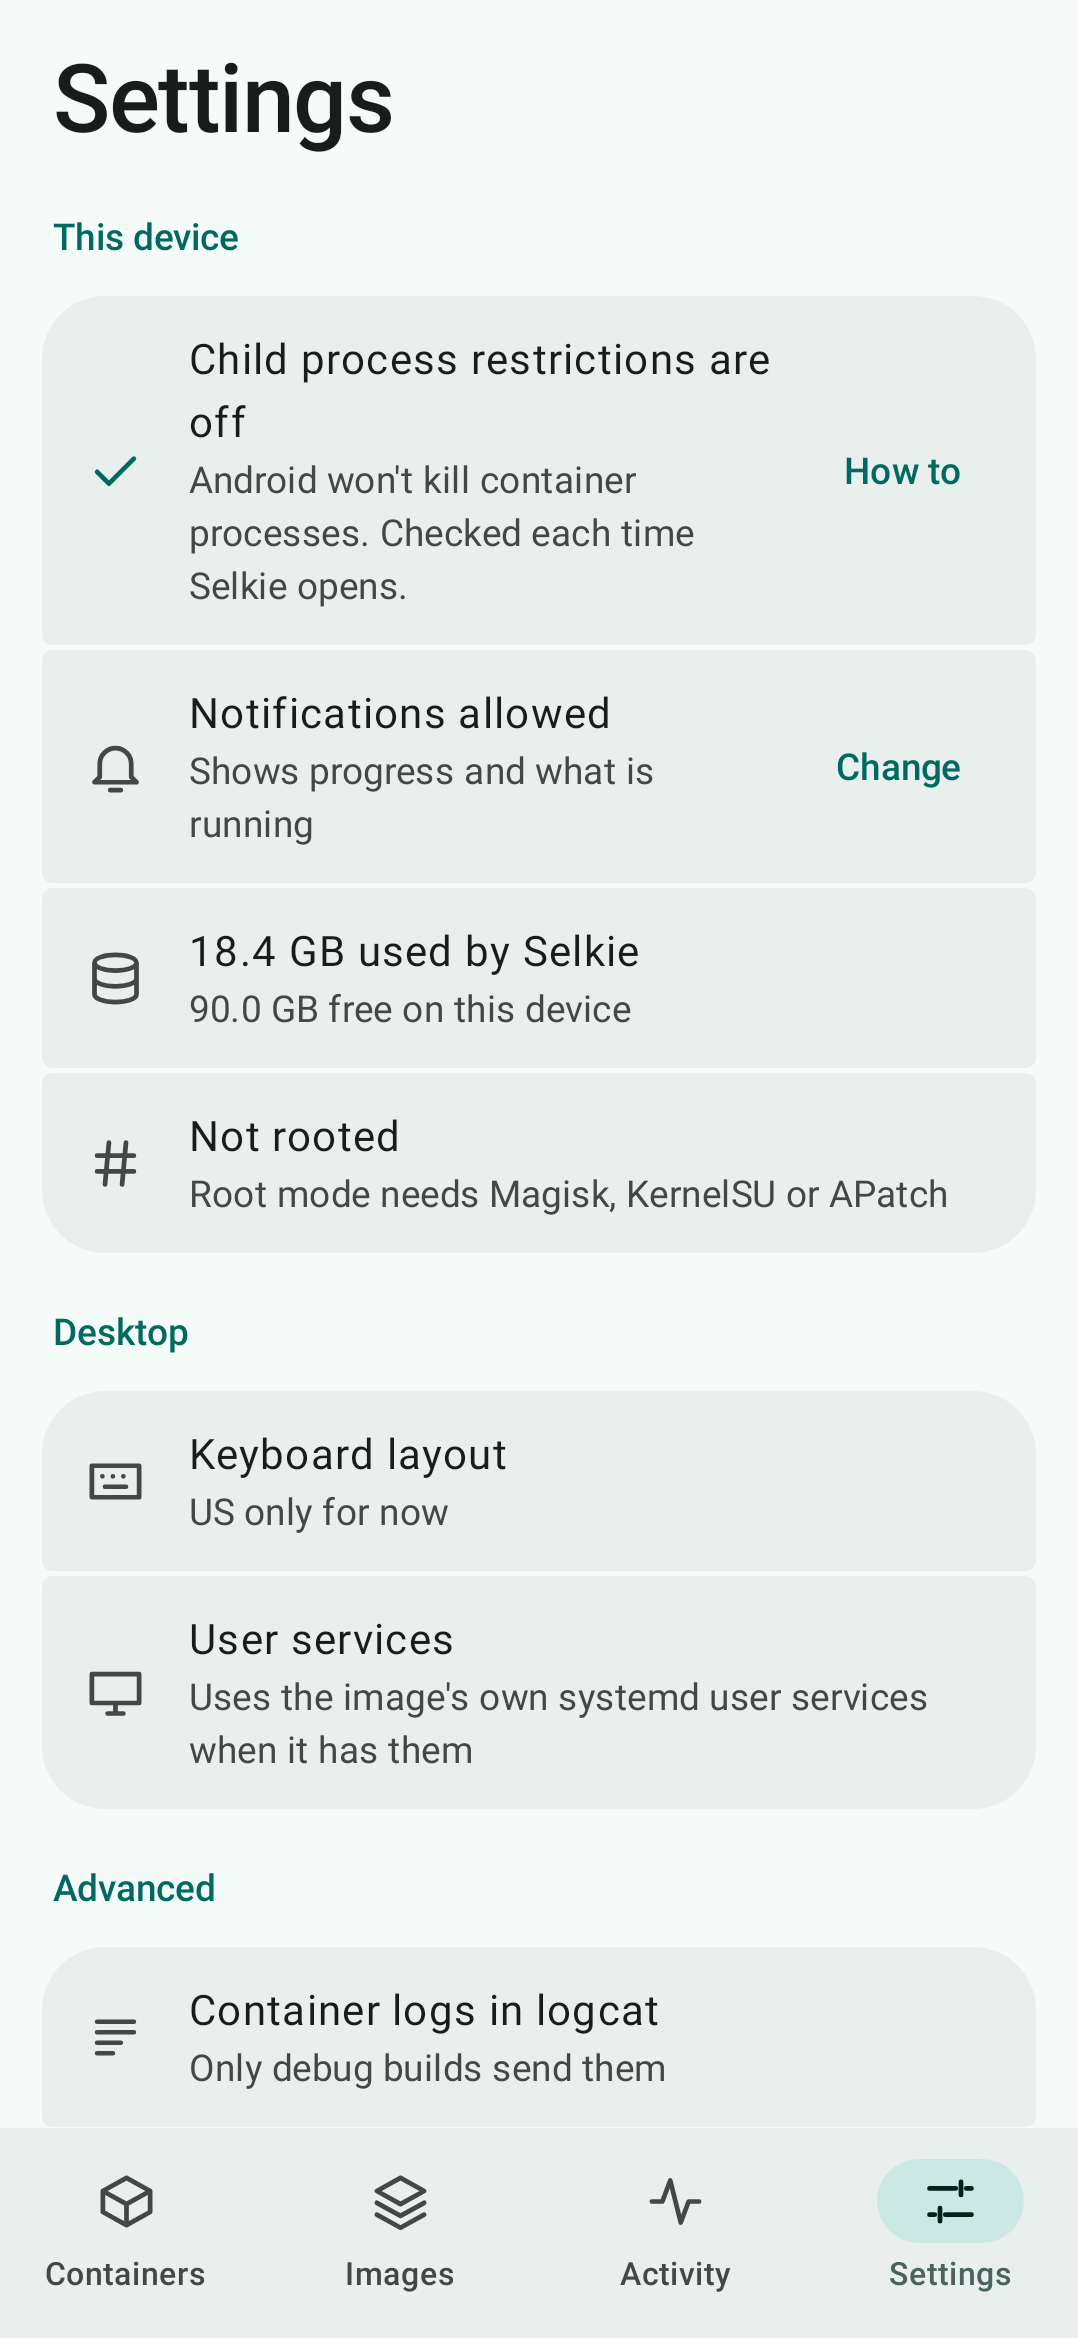 Settings
This device
Child process restrictions are
off
Android won't kill container
processes. Checked each time
Selkie opens.
How to
Notifications allowed
Shows progress and what is
running
Change
18.4 GB used by Selkie
90.0 GB free on this device
Not rooted
Root mode needs Magisk, KernelSU or APatch
Desktop
Keyboard layout
US only for now
User services
Uses the image's own systemd user services
when it has them
Advanced
Container logs in logcat
Only debug builds send them
Containers
Images
Activity
Settings